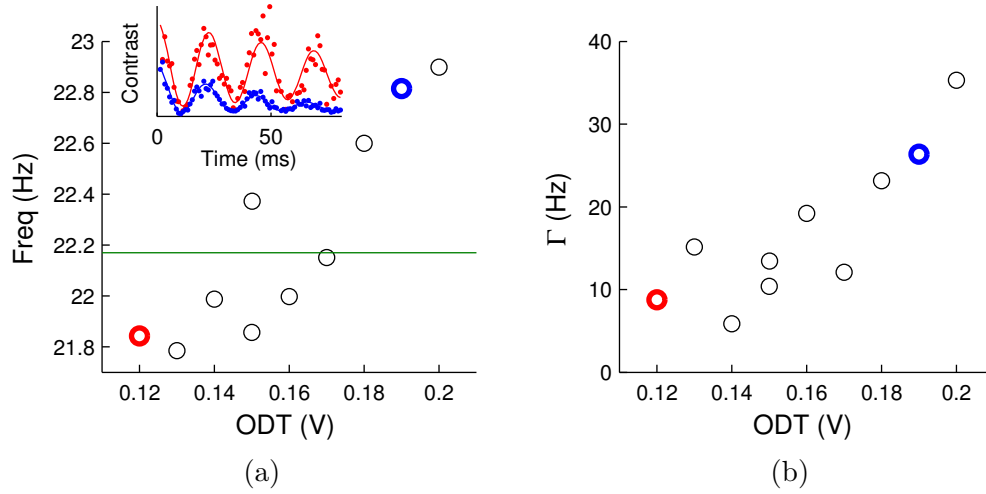 23
22.8
22.6
22.4
22.2
22
21.8
Freq (Hz)
0.12 0.14 0.16 0.18 0.2
ODT (V)
Contrast
0 50
Time (ms)
(a)
40
30
20
10
0
Γ (Hz)
0.12 0.14 0.16 0.18 0.2
ODT (V)
(b)